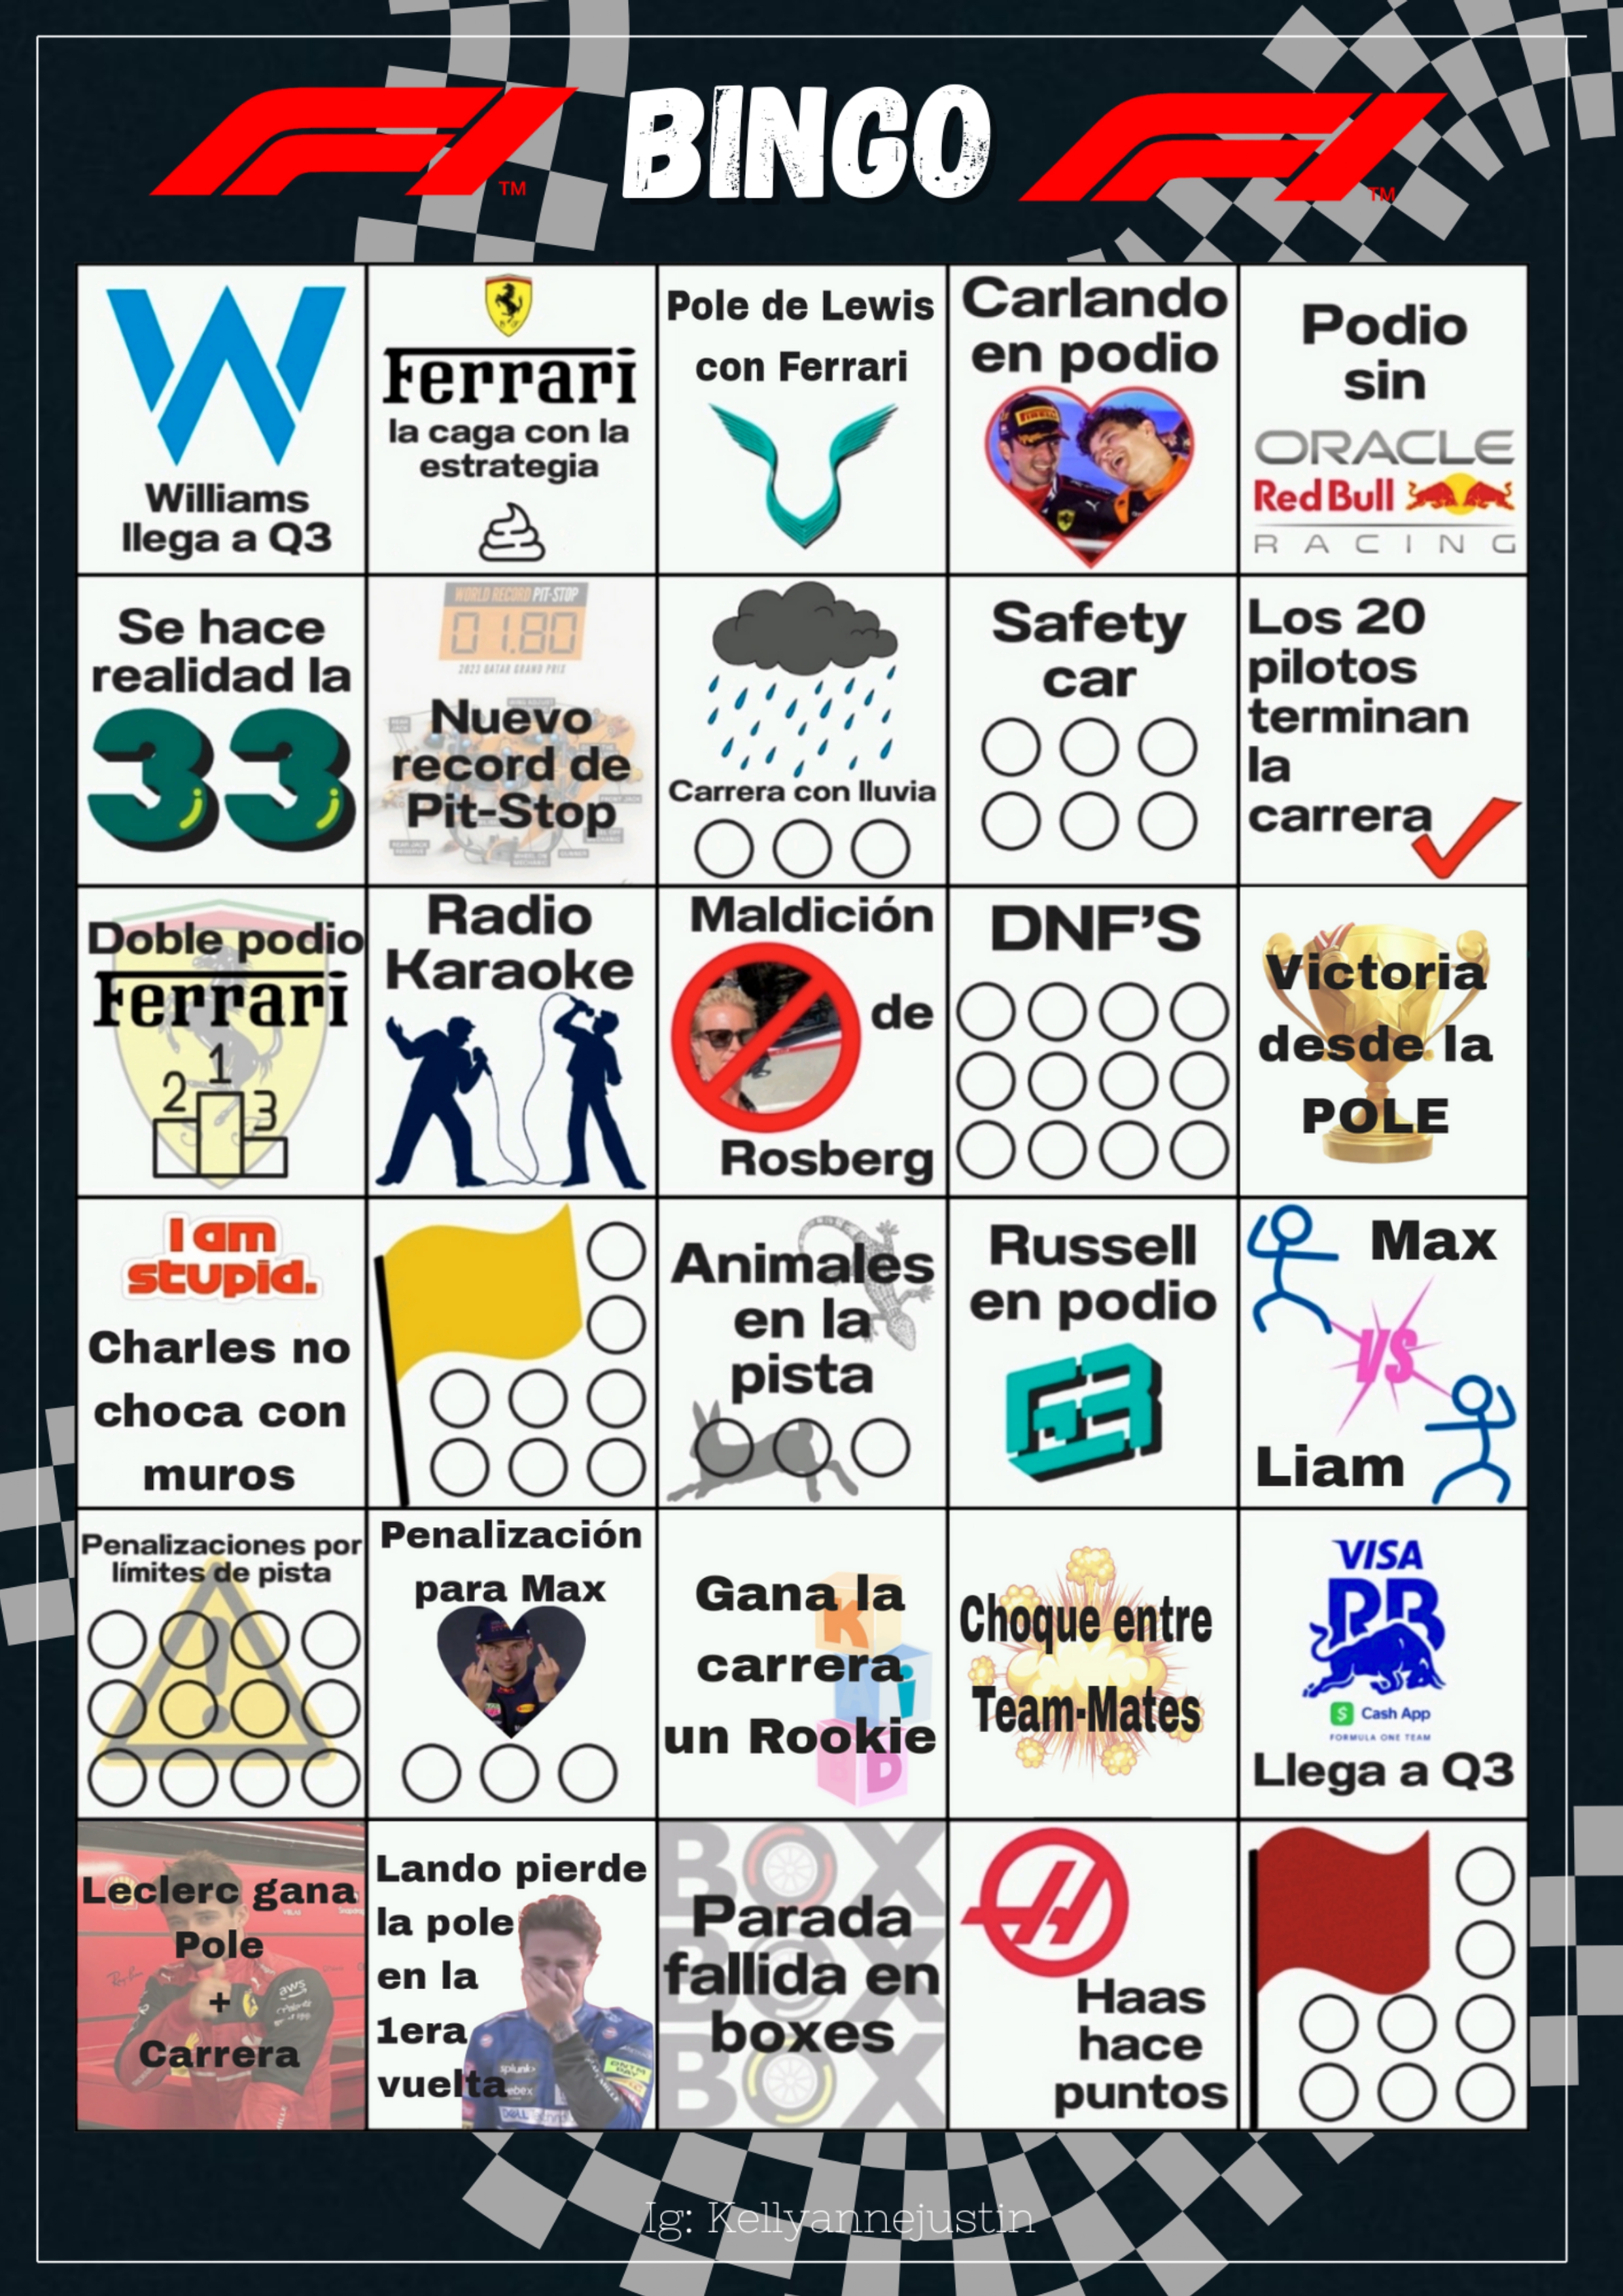 F1 BINGO F1
TM
TM
Williams
llega a Q3
Ferrari
la caga con la
estrategia
Pole de Lewis
con Ferrari
Carlando
en podio
Podio
sin
ORACLE
Red Bull
RACING
Se hace
realidad la
33
WORLD RECORD PIT-STOP
01.80
2023 QATAR GRAND PRIX
Nuevo
record de
Pit-Stop
Carrera con lluvia
Safety
car
Los 20
pilotos
terminan
la
carrera
Doble podio
Ferrari
1
2
3
Radio
Karaoke
Maldición
de
Rosberg
DNF'S
Victoria
desde la
POLE
I am
stupid.
Charles no
choca con
muros
Animales
en la
pista
Russell
en podio
G3
Max
VS
Liam
Penalizaciones por
límites de pista
Penalización
para Max
Gana la
carrera
un Rookie
Choque entre
Team-Mates
VISA
RB
Cash App
FORMULA ONE TEAM
Llega a Q3
Leclerc gana
Pole
+
Carrera
aws
Lando pierde
la pole
en la
1era
vuelta
splunk>
DELL
BOX
BOX
BOX
Parada
fallida en
boxes
Haas
hace
puntos
Ig: Kellyannejustin